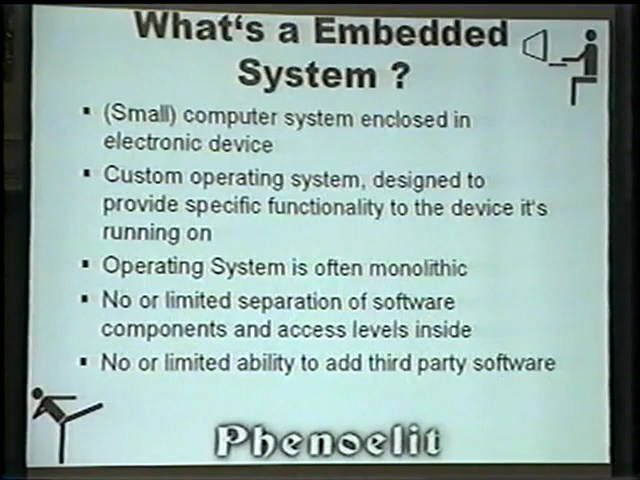 What's a Embedded
System ?
(Small) computer system enclosed in
electronic device
Custom operating system, designed to
provide specific functionality to the device it's
running on
Operating System is often monolithic
No or limited separation of software
components and access levels inside
No or limited ability to add third party software
Phenoelit